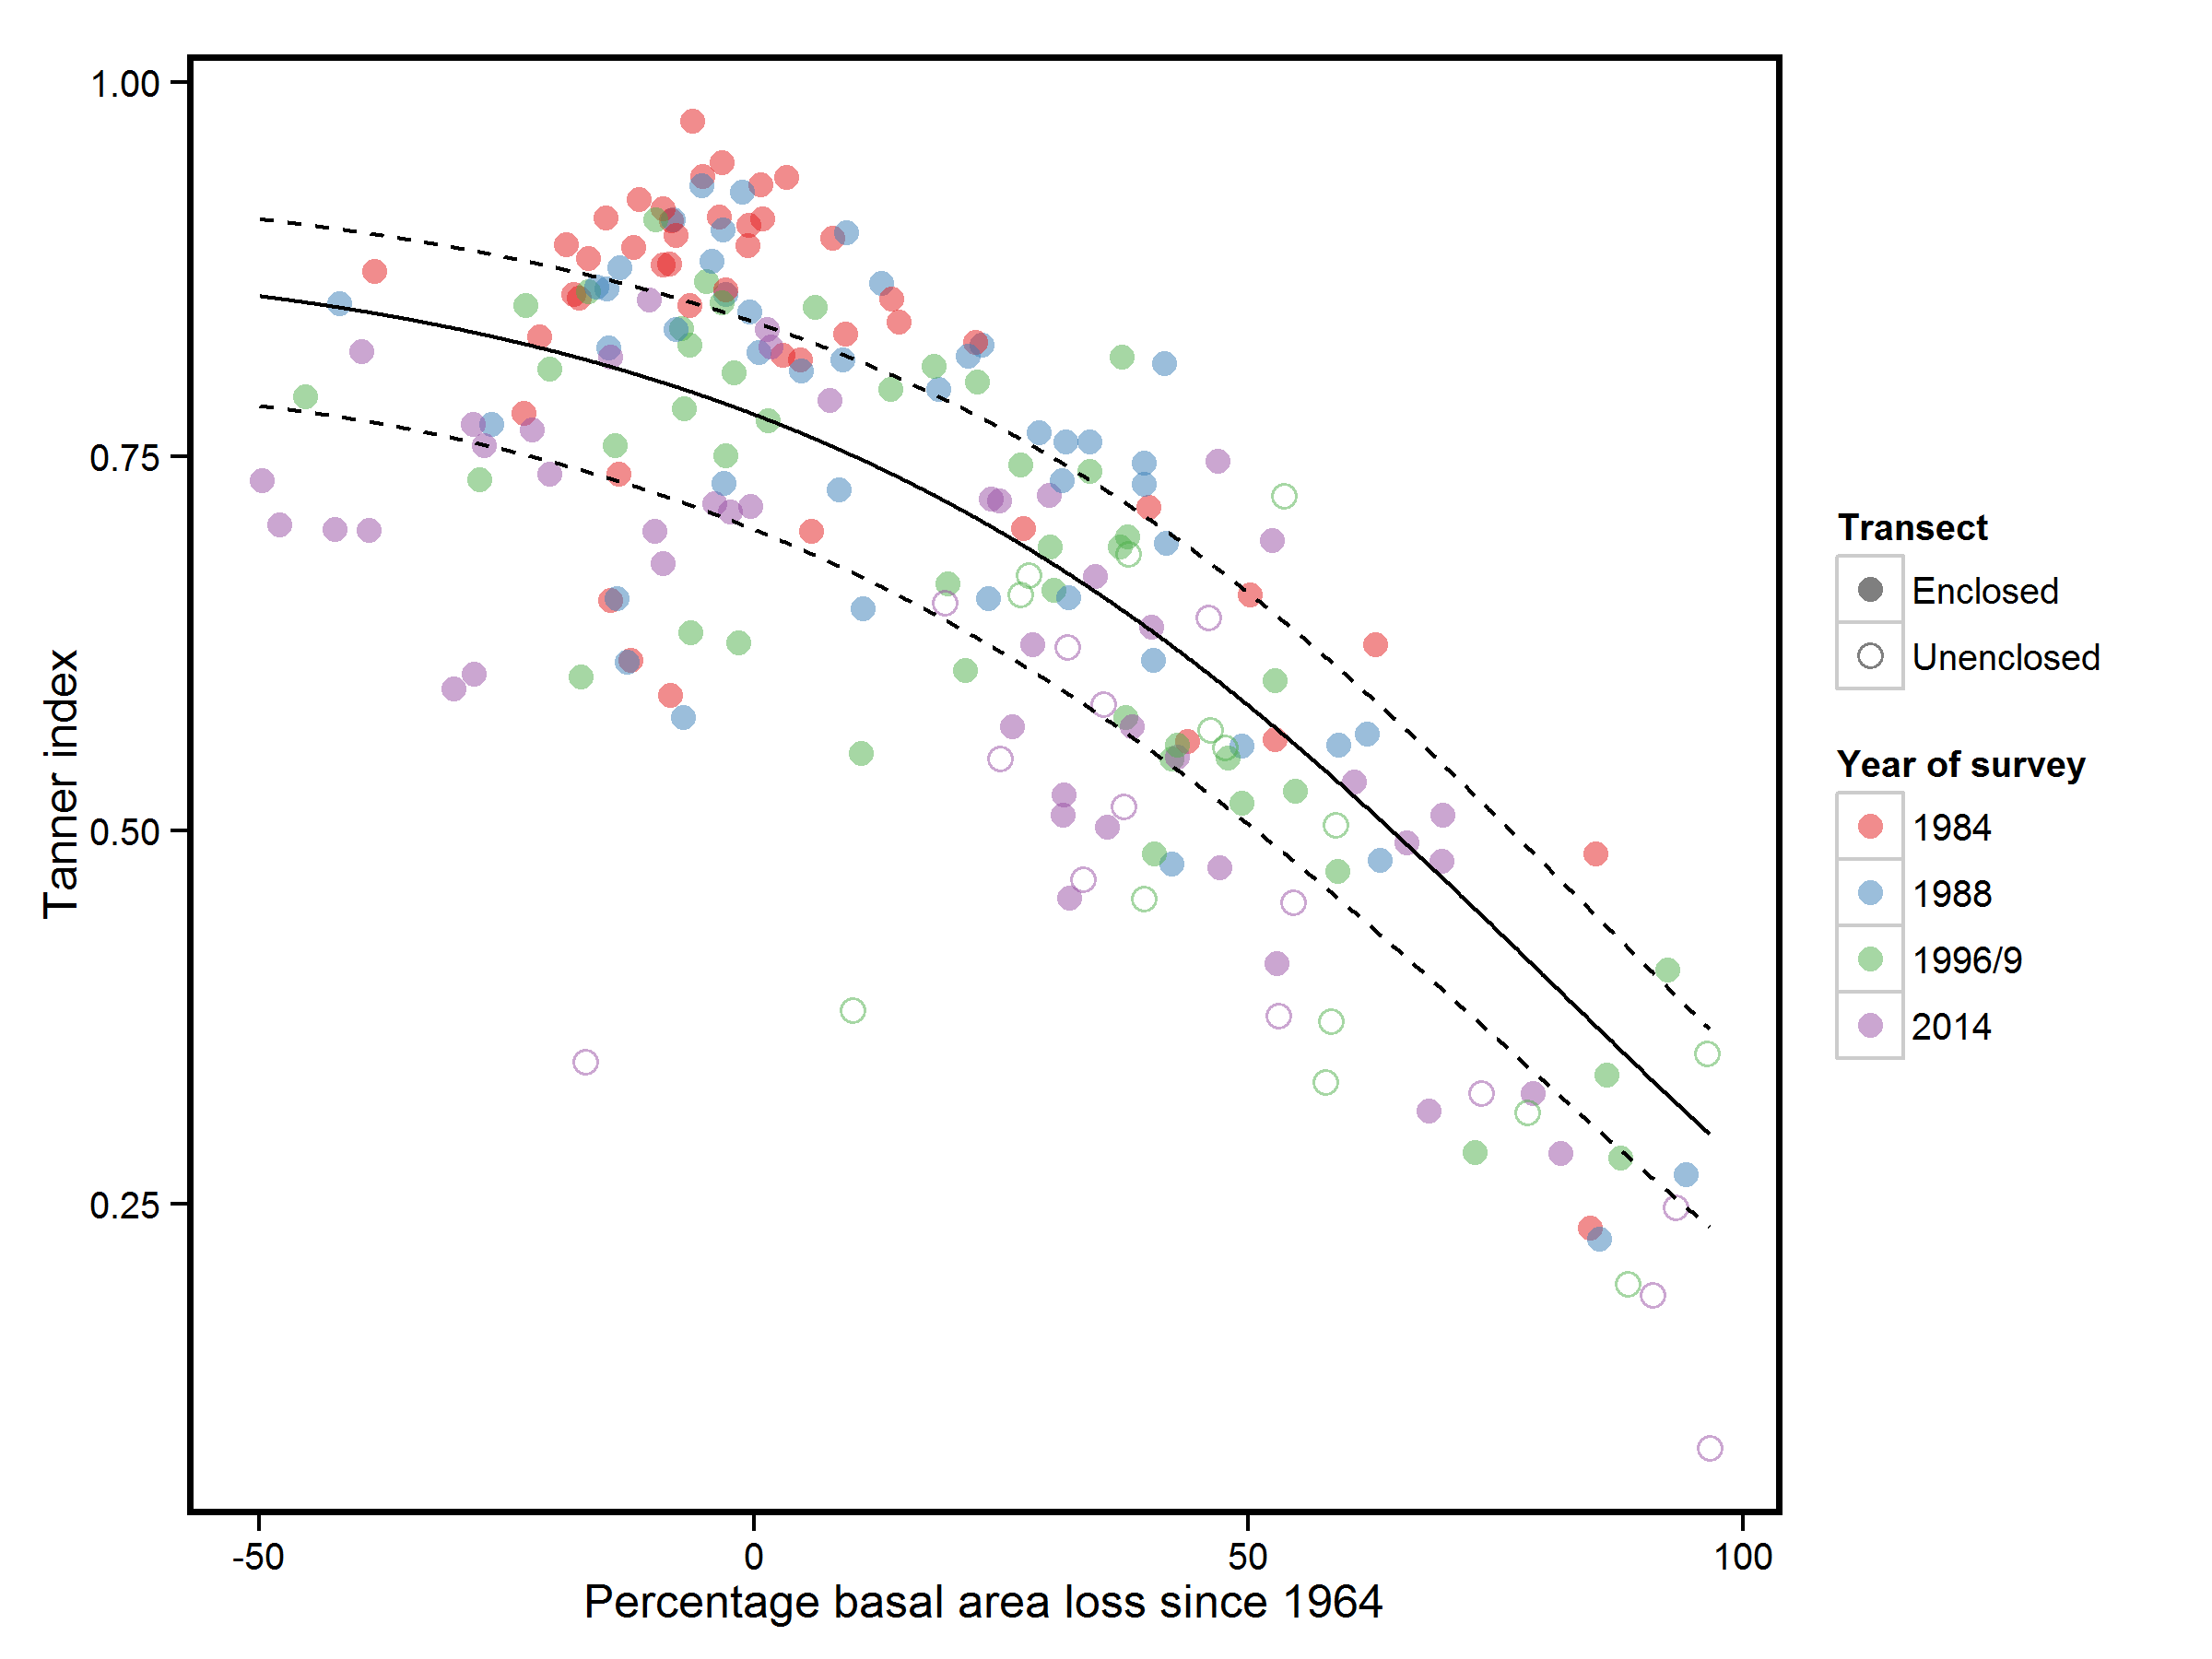 1.00
0.75
0.50
0.25
Tanner index
-50
0
50
100
Percentage basal area loss since 1964
Transect
Enclosed
Unenclosed
Year of survey
1984
1988
1996/9
2014